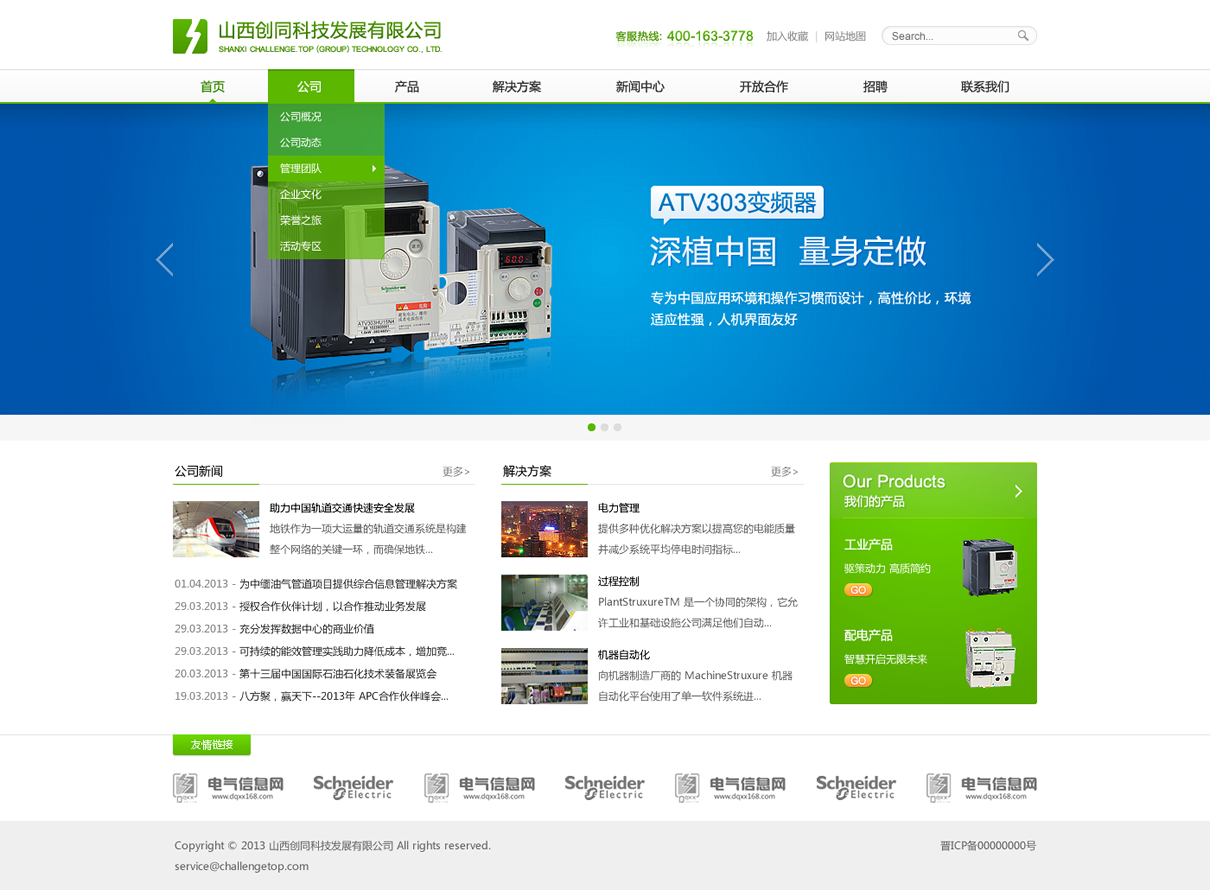 山西创同科技发展有限公司
SHANXI CHALLENGE.TOP (GROUP) TECHNOLOGY CO., LTD.
客服热线: 400-163-3778 加入收藏 | 网站地图 Search...
首页 公司 产品 解决方案 新闻中心 开放合作 招聘 联系我们
公司概况
公司动态
管理团队
企业文化
荣誉之旅
活动专区
ATV303变频器
深植中国 量身定做
专为中国应用环境和操作习惯而设计，高性价比，环境
适应性强，人机界面友好
Schneider
ATV303HU15N4
公司新闻 更多>
助力中国轨道交通快速安全发展
地铁作为一项大运量的轨道交通系统是构建
整个网络的关键一环，而确保地铁...
01.04.2013 - 为中缅油气管道项目提供综合信息管理解决方案
29.03.2013 - 授权合作伙伴计划，以合作推动业务发展
29.03.2013 - 充分发挥数据中心的商业价值
29.03.2013 - 可持续的能效管理实践助力降低成本，增加竞...
20.03.2013 - 第十三届中国国际石油石化技术装备展览会
19.03.2013 - 八方聚，赢天下--2013年 APC合作伙伴峰会...
解决方案 更多>
电力管理
提供多种优化解决方案以提高您的电能质量
并减少系统平均停电时间指标...
过程控制
PlantStruxureTM 是一个协同的架构，它允
许工业和基础设施公司满足他们自动...
机器自动化
向机器制造厂商的 MachineStruxure 机器
自动化平台使用了单一软件系统进...
Our Products
我们的产品
工业产品
驱策动力 高质简约
GO
配电产品
智慧开启无限未来
GO
友情链接
电气信息网 www.dqxx168.com
Schneider Electric
电气信息网 www.dqxx168.com
Schneider Electric
电气信息网 www.dqxx168.com
Schneider Electric
电气信息网 www.dqxx168.com
Copyright © 2013 山西创同科技发展有限公司 All rights reserved. 晋ICP备00000000号
service@challengetop.com